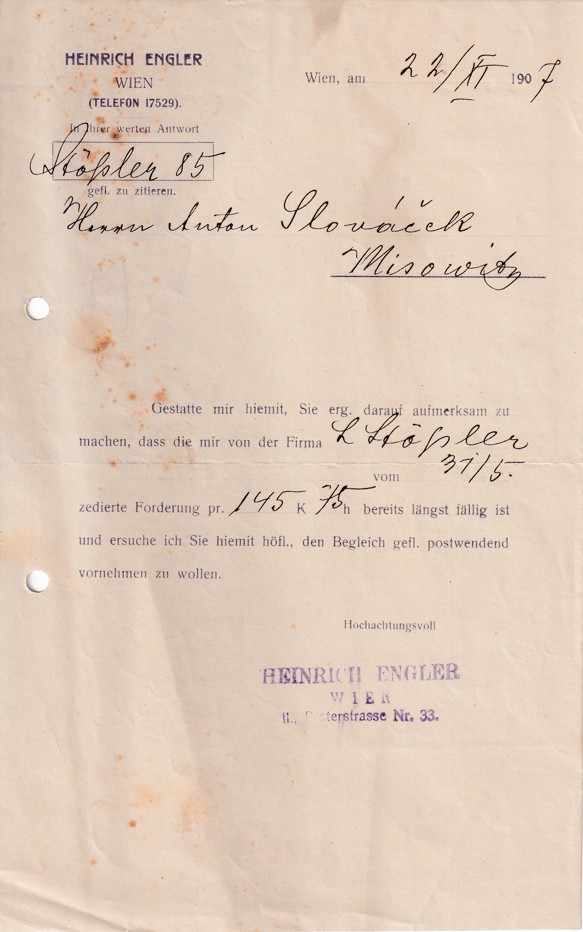 HEINRICH ENGLER
WIEN
(TELEFON 17529).
Wien, am 22/XI 1907
In Ihrer werten Antwort
Stößler 85
gefl. zu zitieren.
Herrn Anton Slováček
Misowitz
Gestatte mir hiemit, Sie erg. darauf aufmerksam zu
machen, dass die mir von der Firma L Stößler
vom 31/5.
zedierte Forderung pr. 145 K 75 h bereits längst fällig ist
und ersuche ich Sie hiemit höfl., den Begleich gefl. postwendend
vornehmen zu wollen.
Hochachtungsvoll
HEINRICH ENGLER
WIEN
II., strasse Nr. 33.